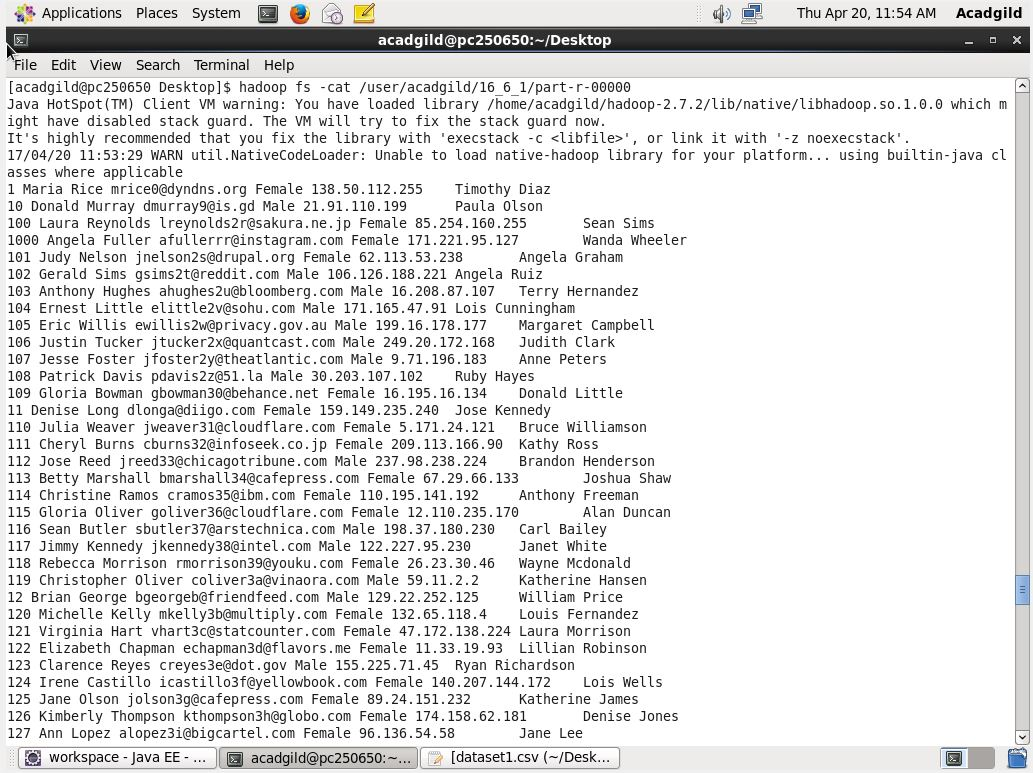 Applications Places System Thu Apr 20, 11:54 AM Acadgild
acadgild@pc250650:~/Desktop
File Edit View Search Terminal Help
[acadgild@pc250650 Desktop]$ hadoop fs -cat /user/acadgild/16_6_1/part-r-00000
Java HotSpot(TM) Client VM warning: You have loaded library /home/acadgild/hadoop-2.7.2/lib/native/libhadoop.so.1.0.0 which m
ight have disabled stack guard. The VM will try to fix the stack guard now.
It's highly recommended that you fix the library with 'execstack -c <libfile>', or link it with '-z noexecstack'.
17/04/20 11:53:29 WARN util.NativeCodeLoader: Unable to load native-hadoop library for your platform... using builtin-java cl
asses where applicable
1 Maria Rice mrice0@dyndns.org Female 138.50.112.255 Timothy Diaz
10 Donald Murray dmurray9@is.gd Male 21.91.110.199 Paula Olson
100 Laura Reynolds lreynolds2r@sakura.ne.jp Female 85.254.160.255 Sean Sims
1000 Angela Fuller afullerrr@instagram.com Female 171.221.95.127 Wanda Wheeler
101 Judy Nelson jnelson2s@drupal.org Female 62.113.53.238 Angela Graham
102 Gerald Sims gsims2t@reddit.com Male 106.126.188.221 Angela Ruiz
103 Anthony Hughes ahughes2u@bloomberg.com Male 16.208.87.107 Terry Hernandez
104 Ernest Little elittle2v@sohu.com Male 171.165.47.91 Lois Cunningham
105 Eric Willis ewillis2w@privacy.gov.au Male 199.16.178.177 Margaret Campbell
106 Justin Tucker jtucker2x@quantcast.com Male 249.20.172.168 Judith Clark
107 Jesse Foster jfoster2y@theatlantic.com Male 9.71.196.183 Anne Peters
108 Patrick Davis pdavis2z@51.la Male 30.203.107.102 Ruby Hayes
109 Gloria Bowman gbowman30@behance.net Female 16.195.16.134 Donald Little
11 Denise Long dlonga@diigo.com Female 159.149.235.240 Jose Kennedy
110 Julia Weaver jweaver31@cloudflare.com Female 5.171.24.121 Bruce Williamson
111 Cheryl Burns cburns32@infoseek.co.jp Female 209.113.166.90 Kathy Ross
112 Jose Reed jreed33@chicagotribune.com Male 237.98.238.224 Brandon Henderson
113 Betty Marshall bmarshall34@cafepress.com Female 67.29.66.133 Joshua Shaw
114 Christine Ramos cramos35@ibm.com Female 110.195.141.192 Anthony Freeman
115 Gloria Oliver goliver36@cloudflare.com Female 12.110.235.170 Alan Duncan
116 Sean Butler sbutler37@arstechnica.com Male 198.37.180.230 Carl Bailey
117 Jimmy Kennedy jkennedy38@intel.com Male 122.227.95.230 Janet White
118 Rebecca Morrison rmorrison39@youku.com Female 26.23.30.46 Wayne Mcdonald
119 Christopher Oliver coliver3a@vinaora.com Male 59.11.2.2 Katherine Hansen
12 Brian George bgeorgeb@friendfeed.com Male 129.22.252.125 William Price
120 Michelle Kelly mkelly3b@multiply.com Female 132.65.118.4 Louis Fernandez
121 Virginia Hart vhart3c@statcounter.com Female 47.172.138.224 Laura Morrison
122 Elizabeth Chapman echapman3d@flavors.me Female 11.33.19.93 Lillian Robinson
123 Clarence Reyes creyes3e@dot.gov Male 155.225.71.45 Ryan Richardson
124 Irene Castillo icastillo3f@yellowbook.com Female 140.207.144.172 Lois Wells
125 Jane Olson jolson3g@cafepress.com Female 89.24.151.232 Katherine James
126 Kimberly Thompson kthompson3h@globo.com Female 174.158.62.181 Denise Jones
127 Ann Lopez alopez3i@bigcartel.com Female 96.136.54.58 Jane Lee
workspace - Java EE - ... acadgild@pc250650:~... [dataset1.csv (~/Desk...